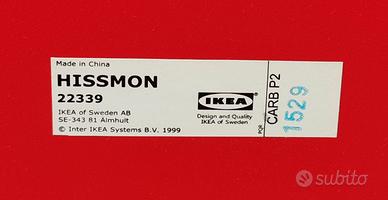 Made in China
HISSMON
22339
IKEA of Sweden AB
SE-343 81 Älmhult
© Inter IKEA Systems B.V. 1999
IKEA
Design and Quality
IKEA of Sweden
PQR
CARB P2
1529
subito